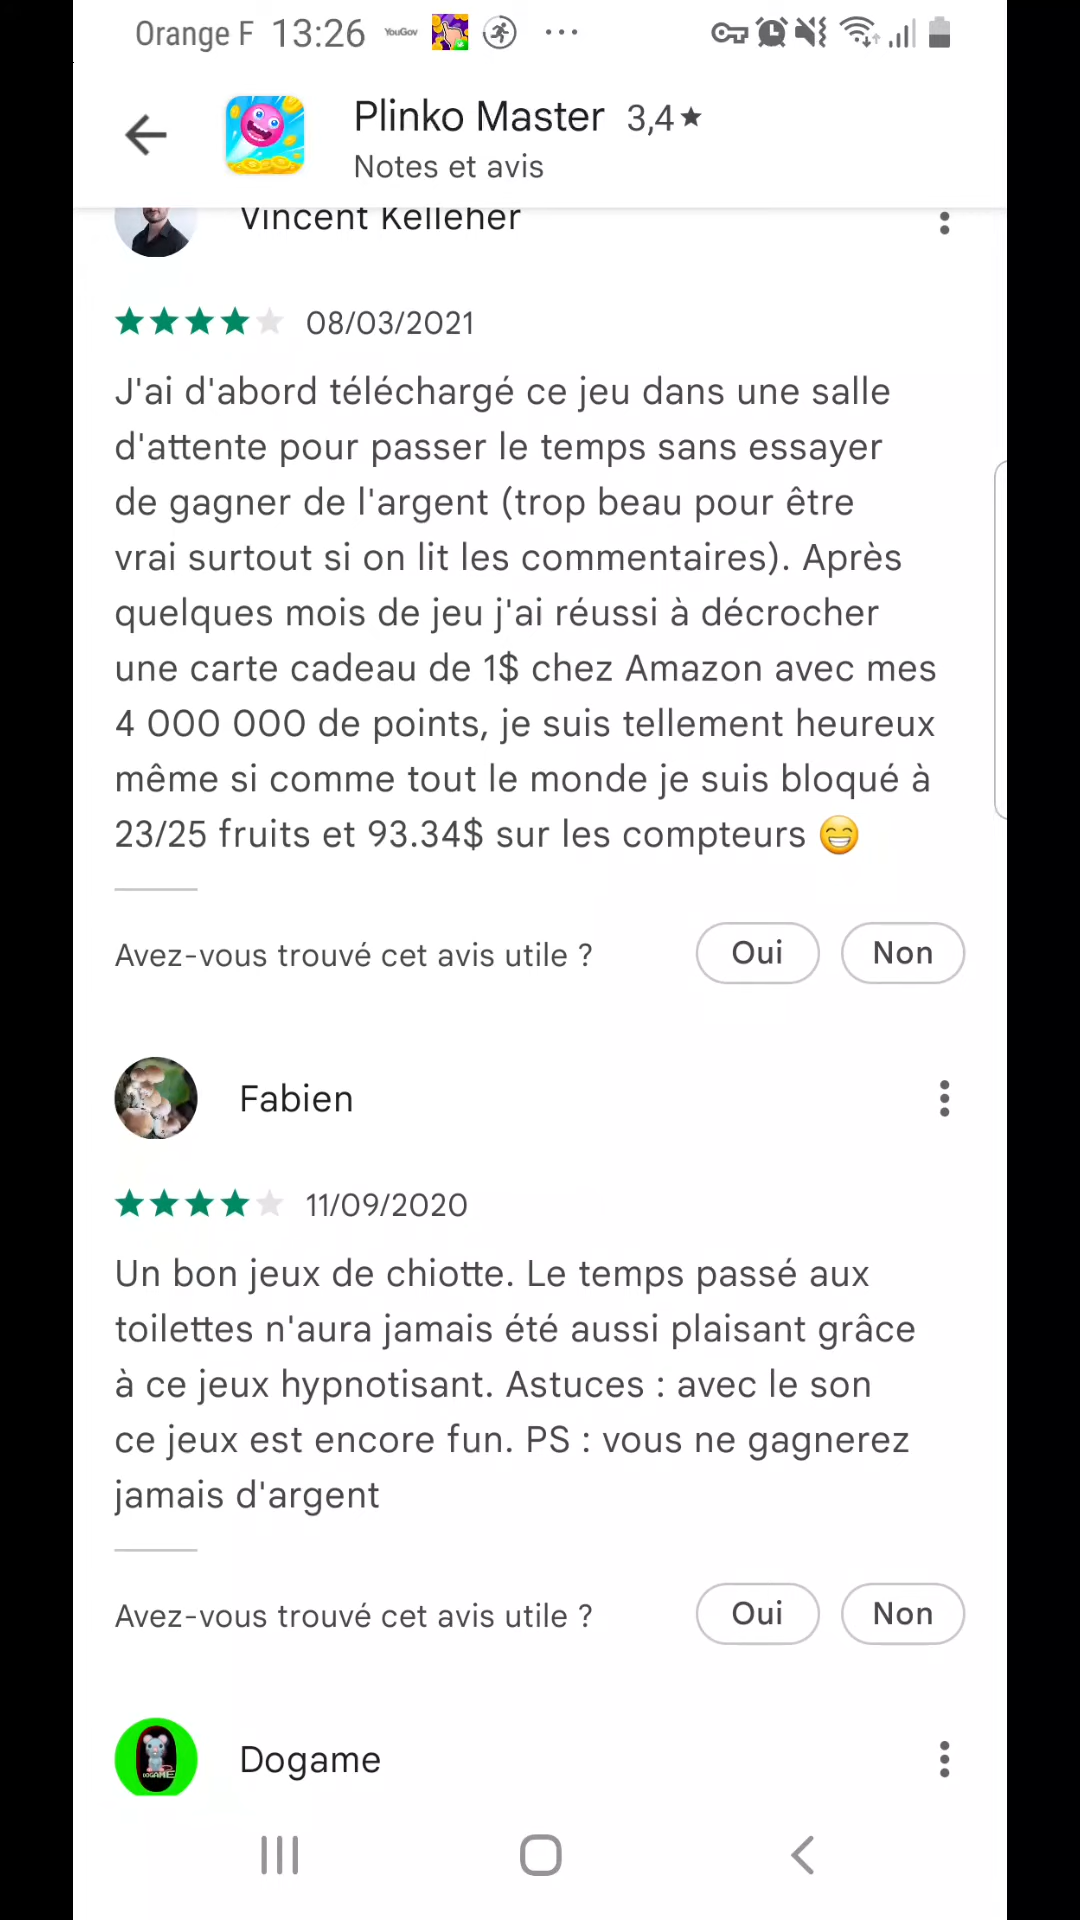 Orange F 13:26 YouGov
Plinko Master 3,4★
Notes et avis
Vincent Kelleher
08/03/2021
J'ai d'abord téléchargé ce jeu dans une salle
d'attente pour passer le temps sans essayer
de gagner de l'argent (trop beau pour être
vrai surtout si on lit les commentaires). Après
quelques mois de jeu j'ai réussi à décrocher
une carte cadeau de 1$ chez Amazon avec mes
4 000 000 de points, je suis tellement heureux
même si comme tout le monde je suis bloqué à
23/25 fruits et 93.34$ sur les compteurs 😁
Avez-vous trouvé cet avis utile ? Oui Non
Fabien
11/09/2020
Un bon jeux de chiotte. Le temps passé aux
toilettes n'aura jamais été aussi plaisant grâce
à ce jeux hypnotisant. Astuces : avec le son
ce jeux est encore fun. PS : vous ne gagnerez
jamais d'argent
Avez-vous trouvé cet avis utile ? Oui Non
DOGAME
Dogame